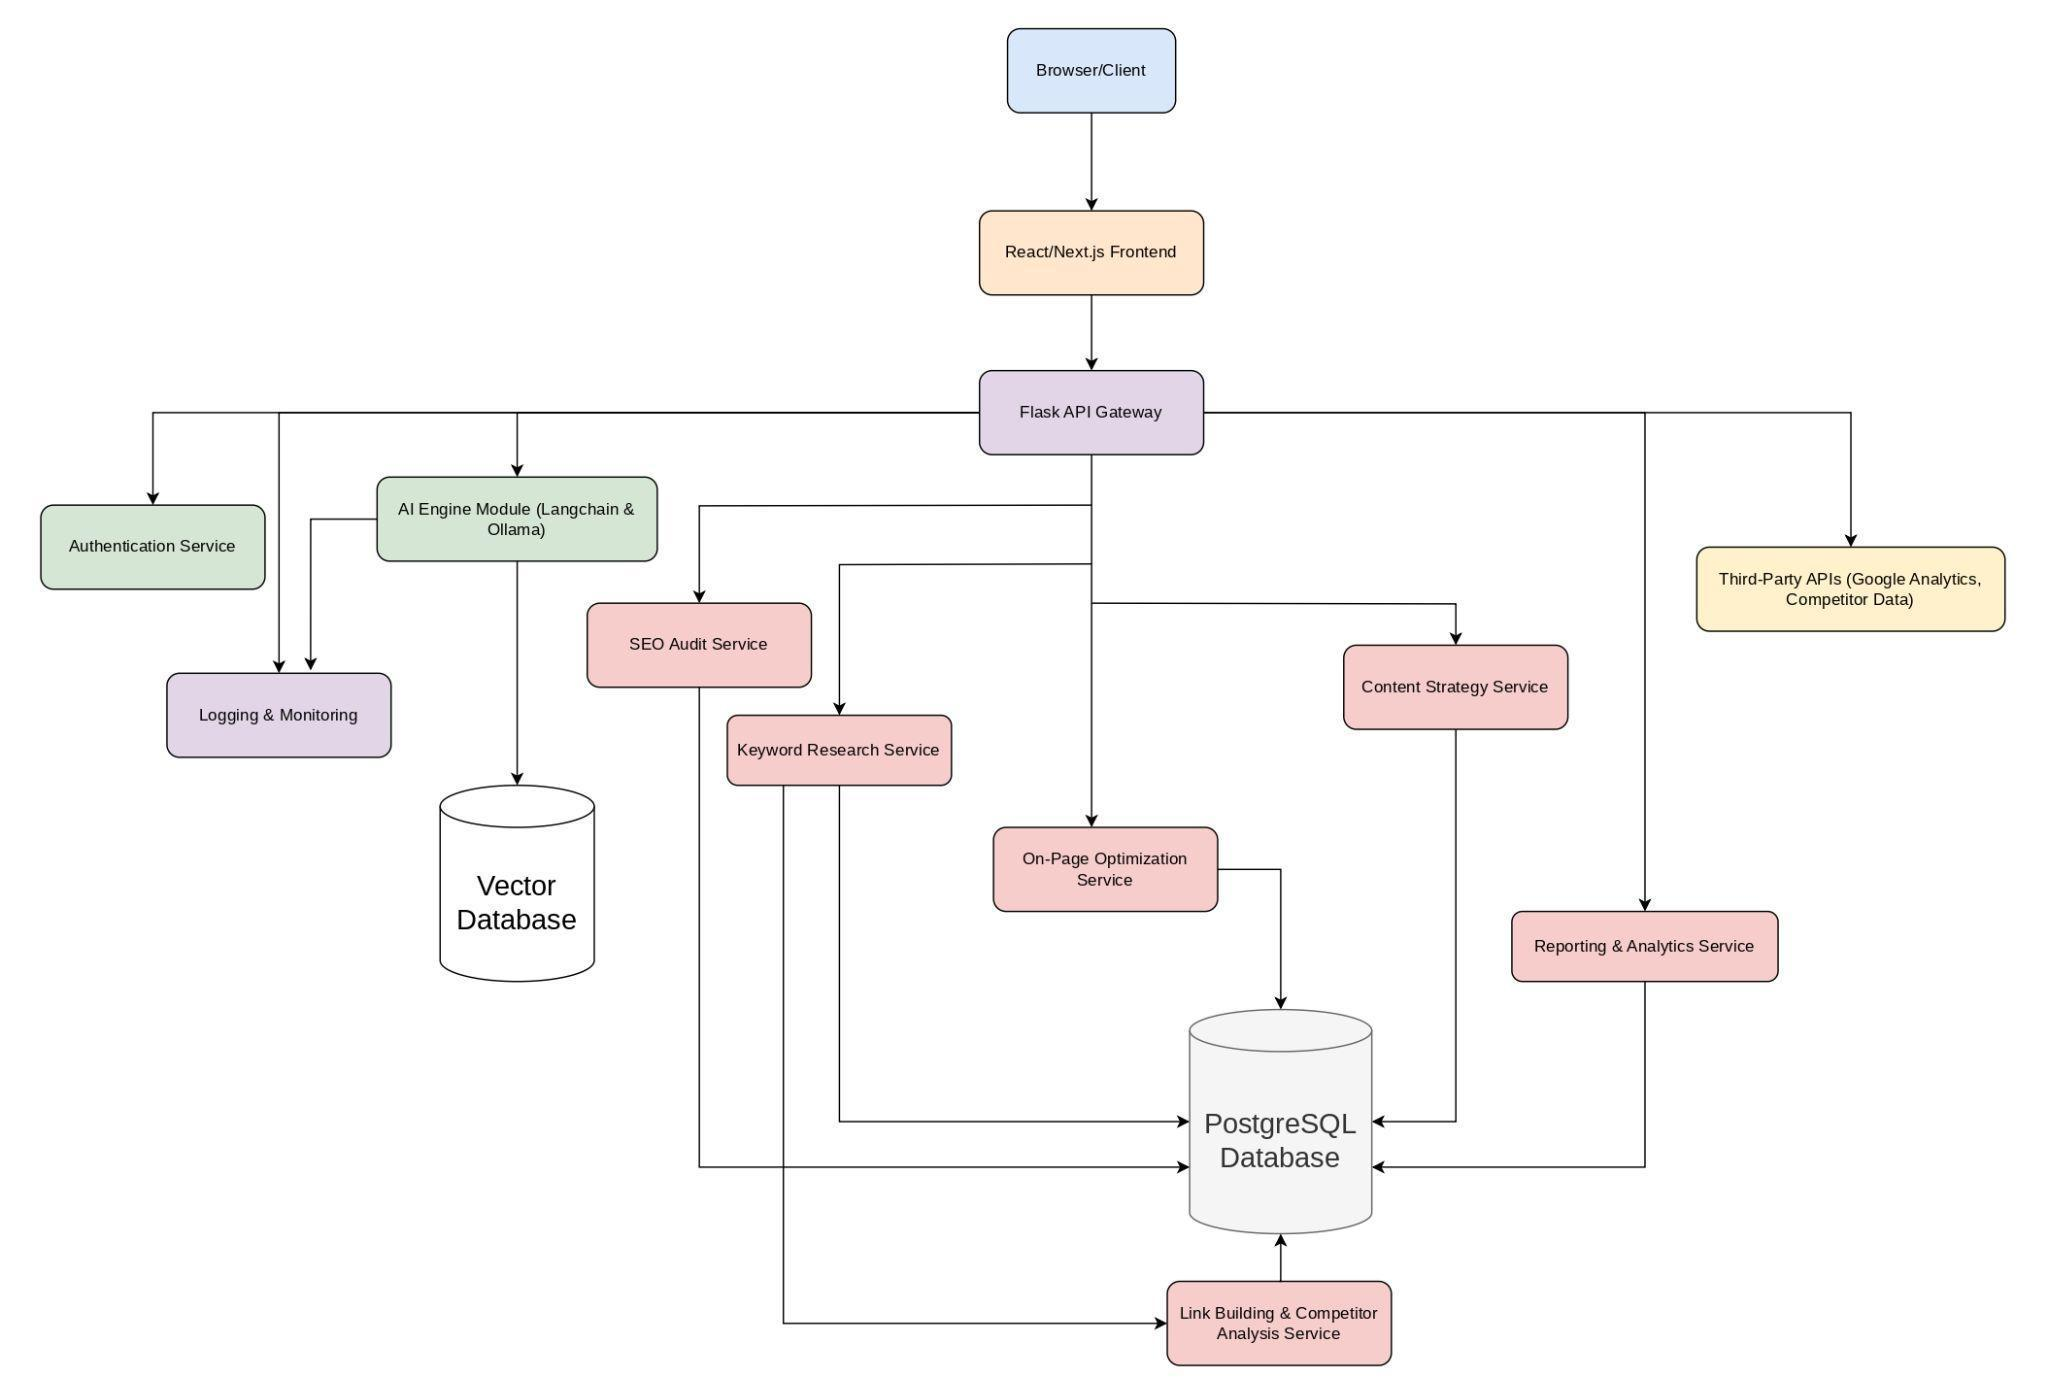 Browser/Client
React/Next.js Frontend
Flask API Gateway
Authentication Service
AI Engine Module (Langchain &
Ollama)
Logging & Monitoring
Vector
Database
SEO Audit Service
Keyword Research Service
On-Page Optimization
Service
Content Strategy Service
Third-Party APIs (Google Analytics,
Competitor Data)
Reporting & Analytics Service
PostgreSQL
Database
Link Building & Competitor
Analysis Service